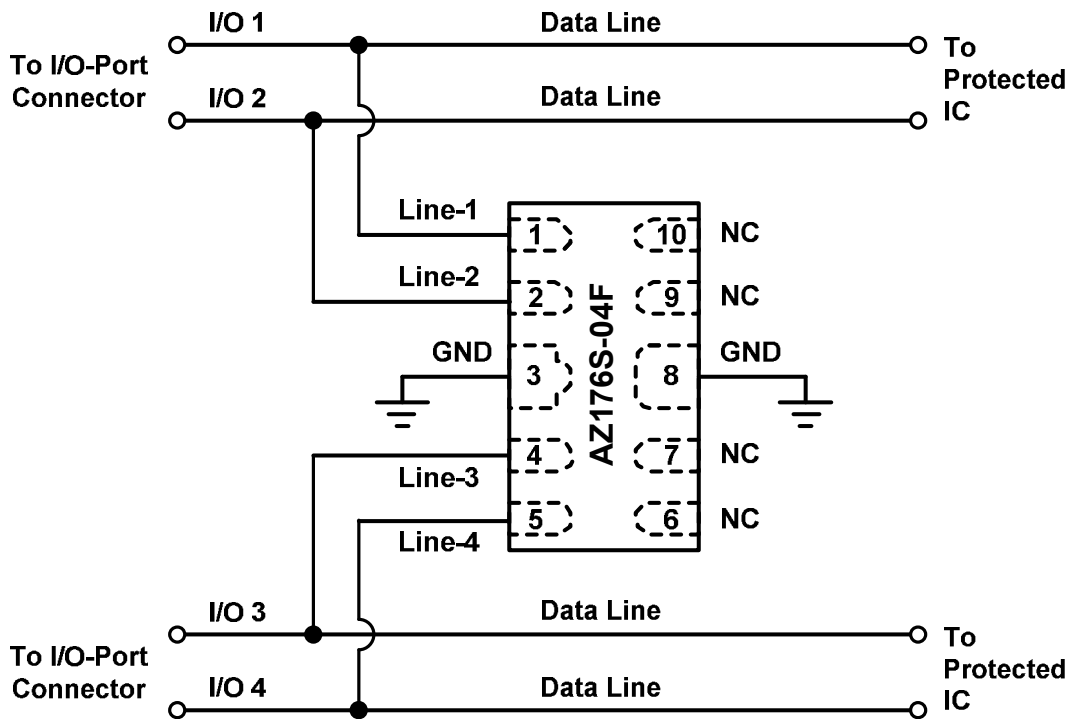 I/O 1
Data Line
To I/O-Port
Connector
To
Protected
IC
I/O 2
Data Line
Line-1
1
10
NC
Line-2
2
9
NC
AZ176S-04F
GND
3
8
GND
4
7
NC
Line-3
5
6
NC
Line-4
I/O 3
Data Line
To I/O-Port
Connector
To
Protected
IC
I/O 4
Data Line